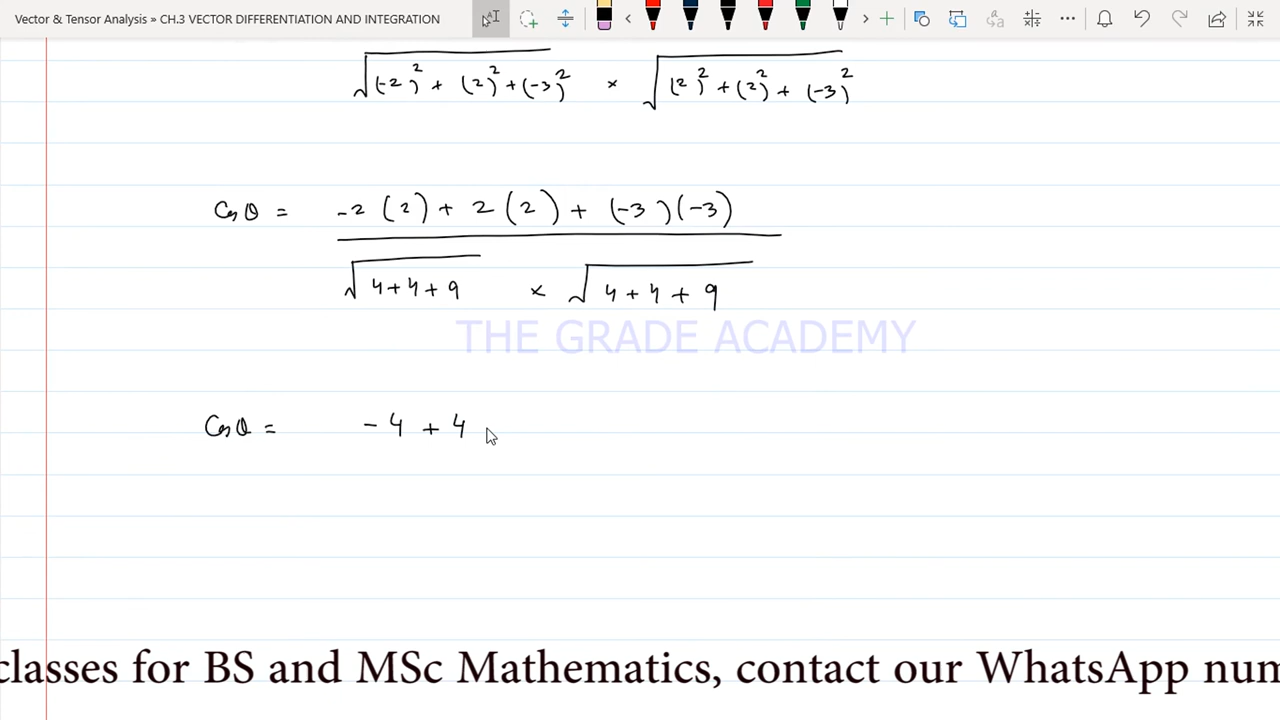 Vector & Tensor Analysis » CH.3 VECTOR DIFFERENTIATION AND INTEGRATION
√((-2)² + (2)² + (-3)²) × √((2)² + (2)² + (-3)²)
Cosθ = -2 (2) + 2 (2) + (-3)(-3)
√(4+4+9) × √(4+4+9)
THE GRADE ACADEMY
Cosθ = -4 + 4
classes for BS and MSc Mathematics, contact our WhatsApp num